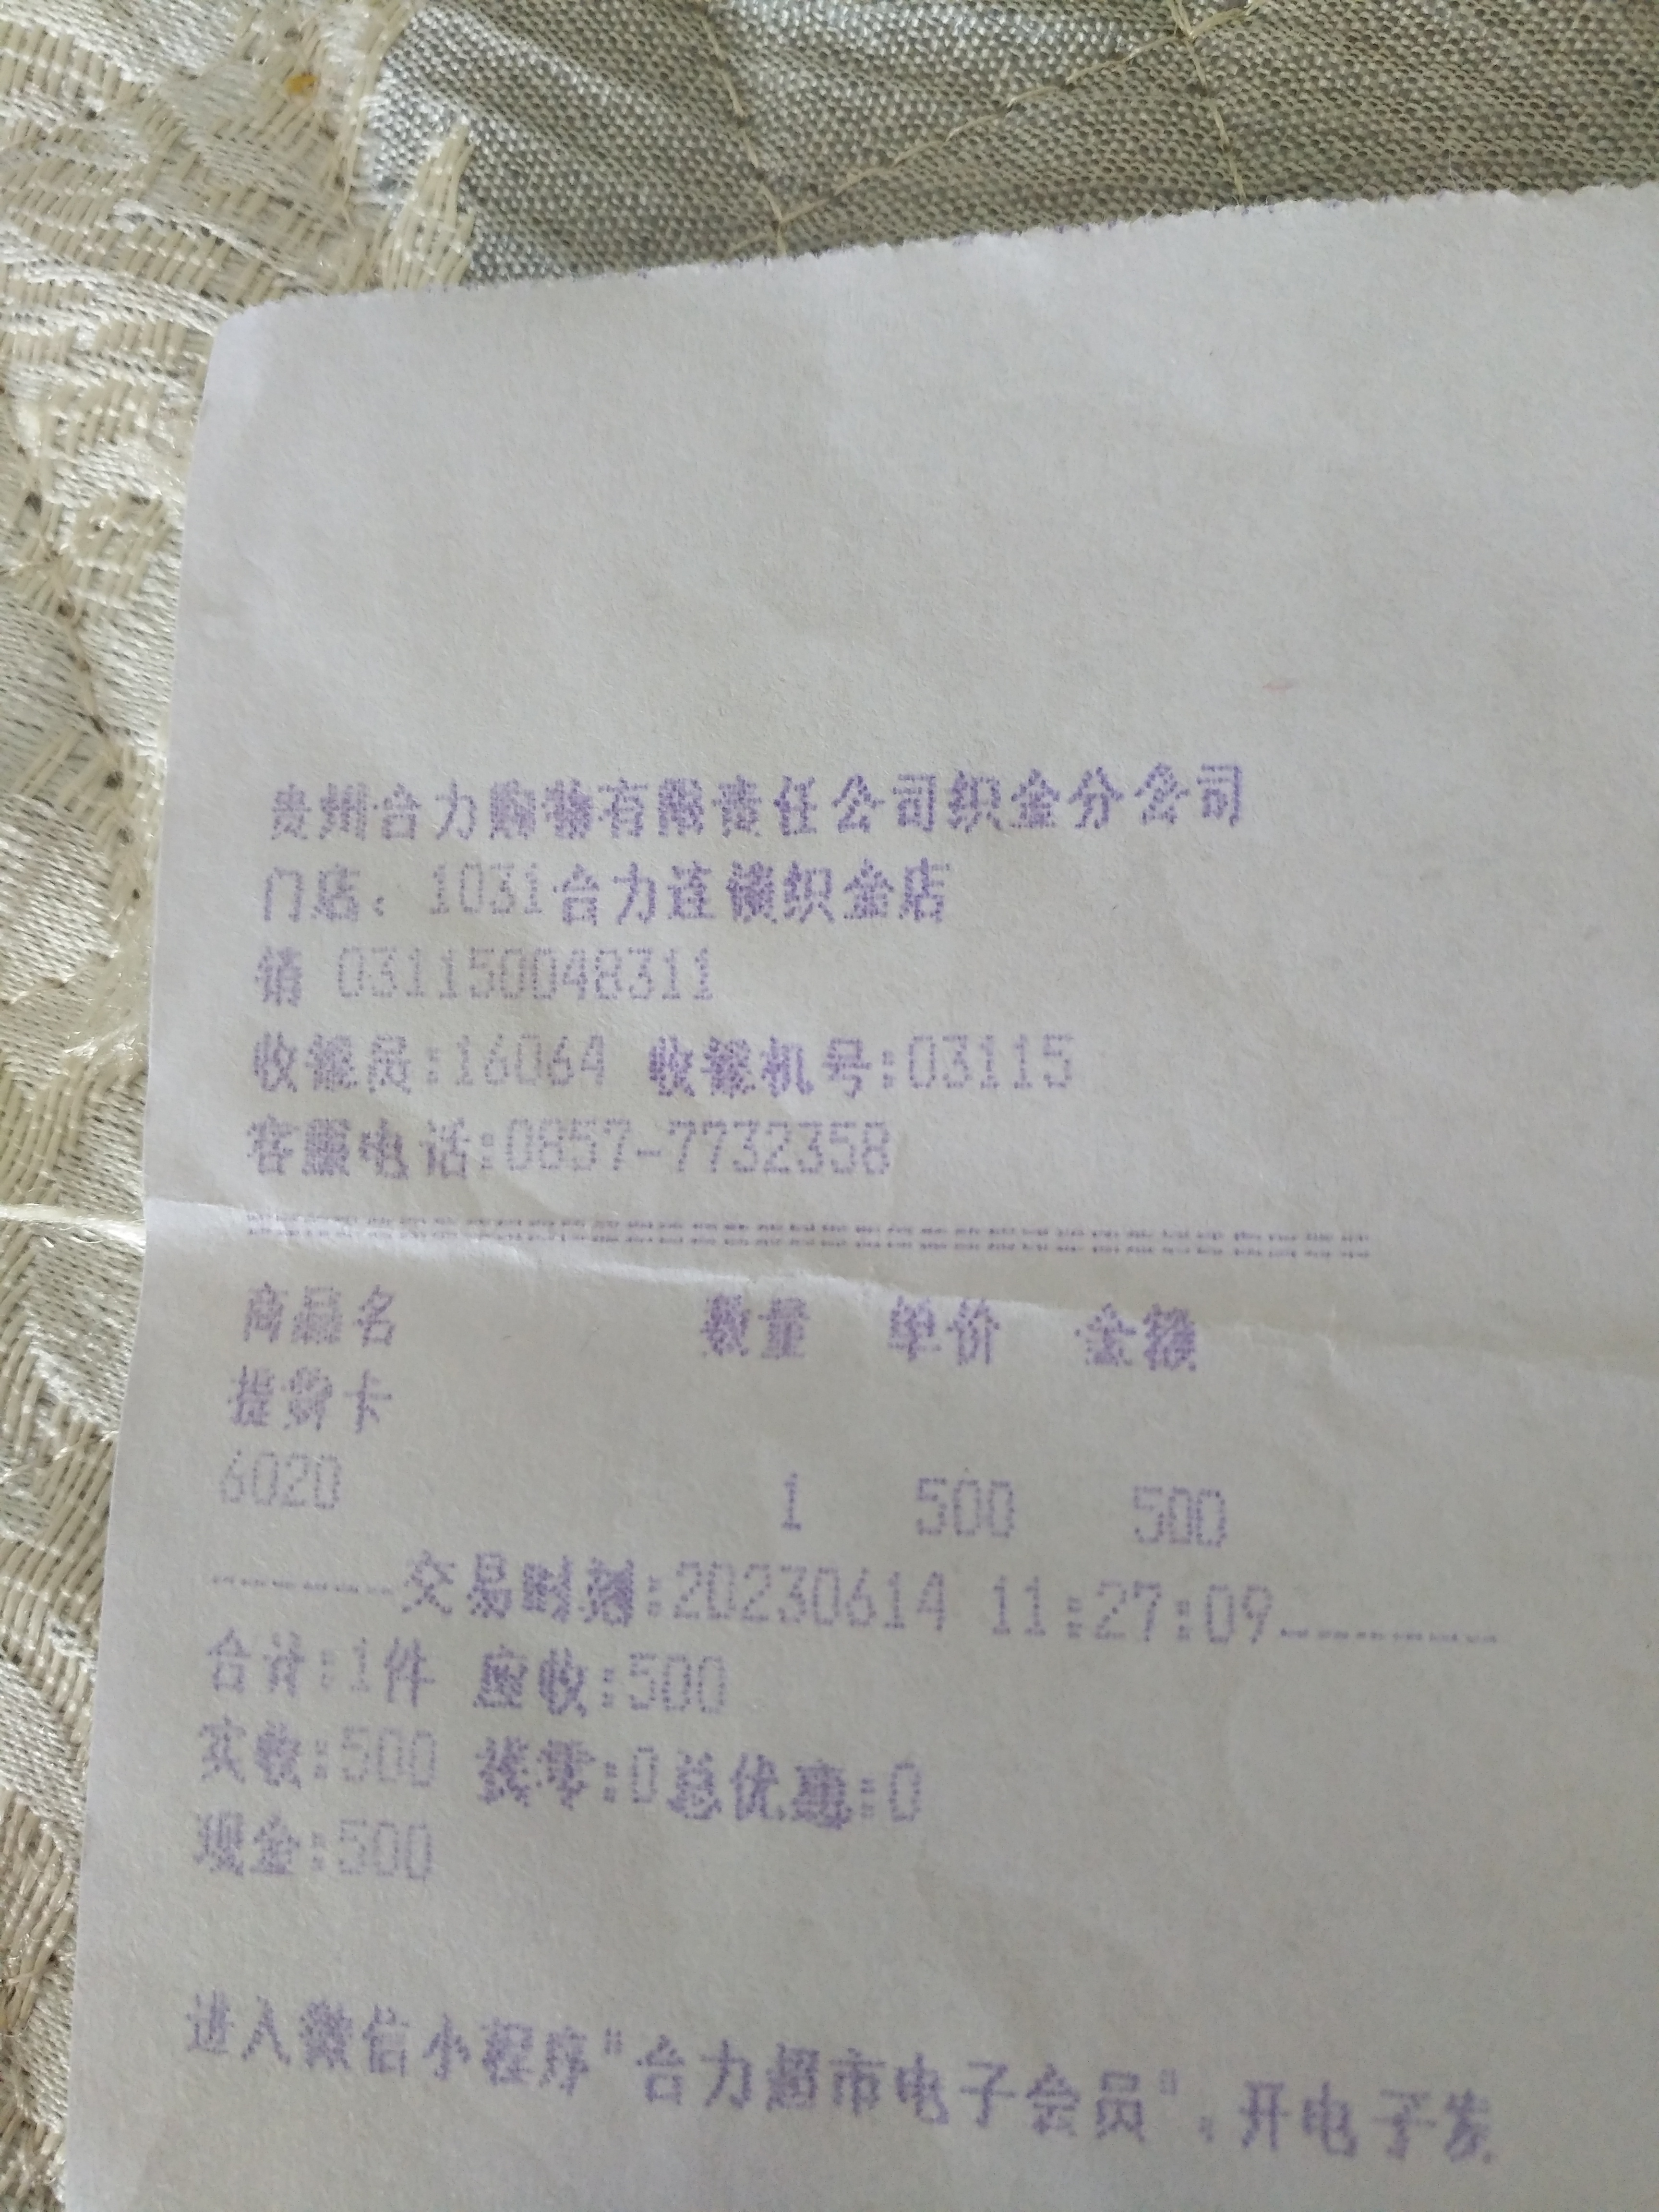 贵州合力购物有限责任公司织金分公司
门店：1031合力连锁织金店
销 031150048311
收银员:16064 收银机号:03115
客服电话:0857-7732358
================================
商品名 数量 单价 金额
提货卡
6020 1 500 500
------交易时刻:20230614 11:27:09-------
合计:1件 应收:500
实收:500 找零:0总优惠:0
现金:500
进入微信小程序"合力超市电子会员"，开电子发